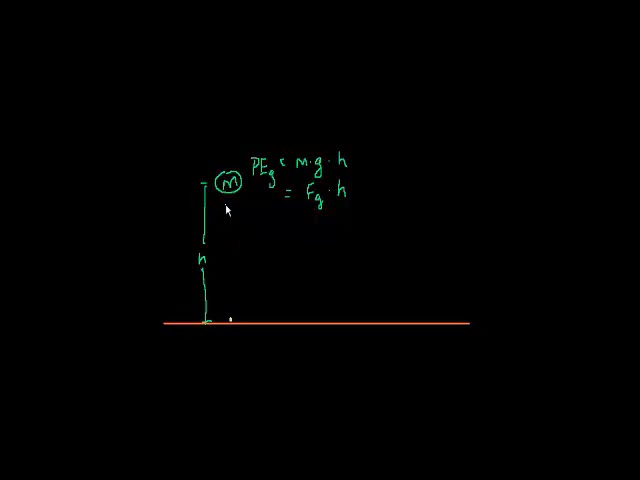 PEg = m·g·h
m
= Fg·h
h